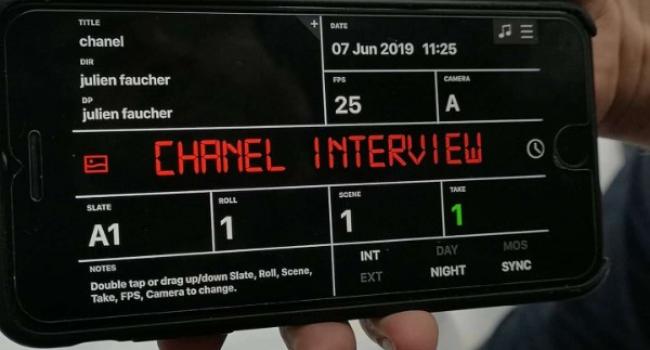 TITLE
chanel
DIR
julien faucher
DP
julien faucher
DATE
07 Jun 2019 11:25
FPS
25
CAMERA
A
CHANEL INTERVIEW
SLATE
A1
ROLL
1
SCENE
1
TAKE
1
NOTES
Double tap or drag up/down Slate, Roll, Scene,
Take, FPS, Camera to change.
INT DAY MOS
EXT NIGHT SYNC